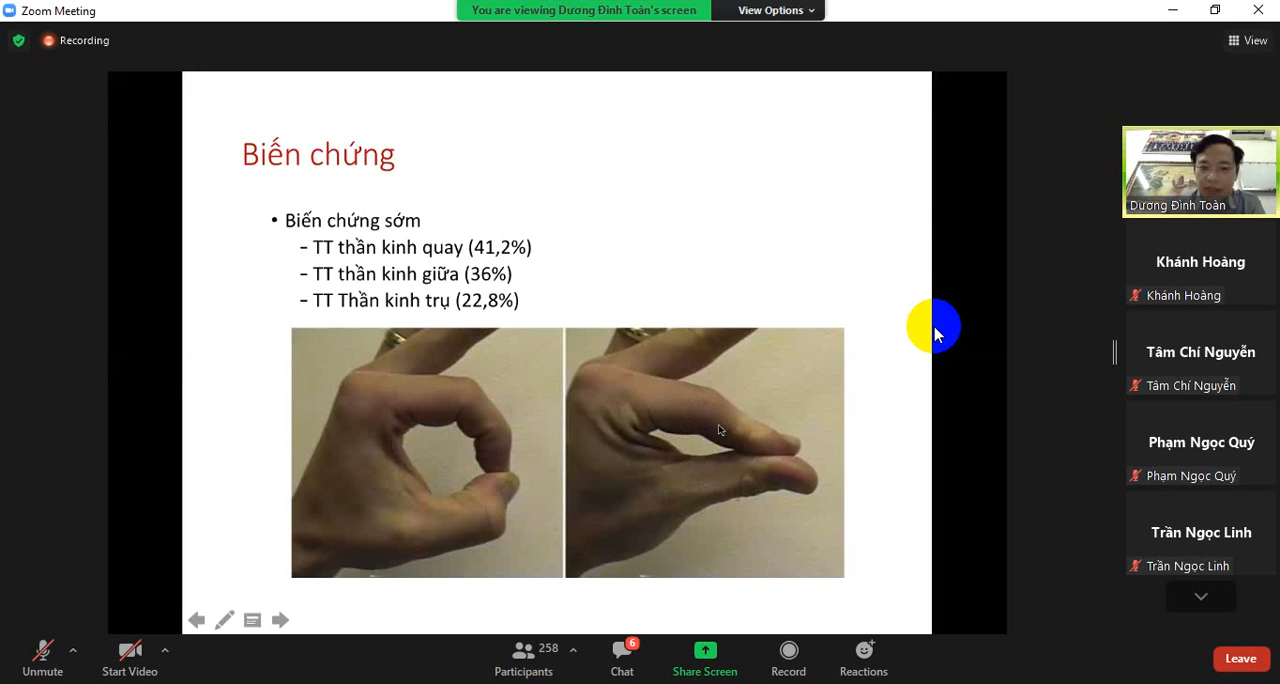 Zoom Meeting
You are viewing Dương Đình Toàn's screen
View Options
Recording
View
Biến chứng
• Biến chứng sớm
– TT thần kinh quay (41,2%)
– TT thần kinh giữa (36%)
– TT Thần kinh trụ (22,8%)
Dương Đình Toàn
Khánh Hoàng
Khánh Hoàng
Tâm Chí Nguyễn
Tâm Chí Nguyễn
Phạm Ngọc Quý
Phạm Ngọc Quý
Trần Ngọc Linh
Trần Ngọc Linh
Unmute
Start Video
258
Participants
6
Chat
Share Screen
Record
Reactions
Leave